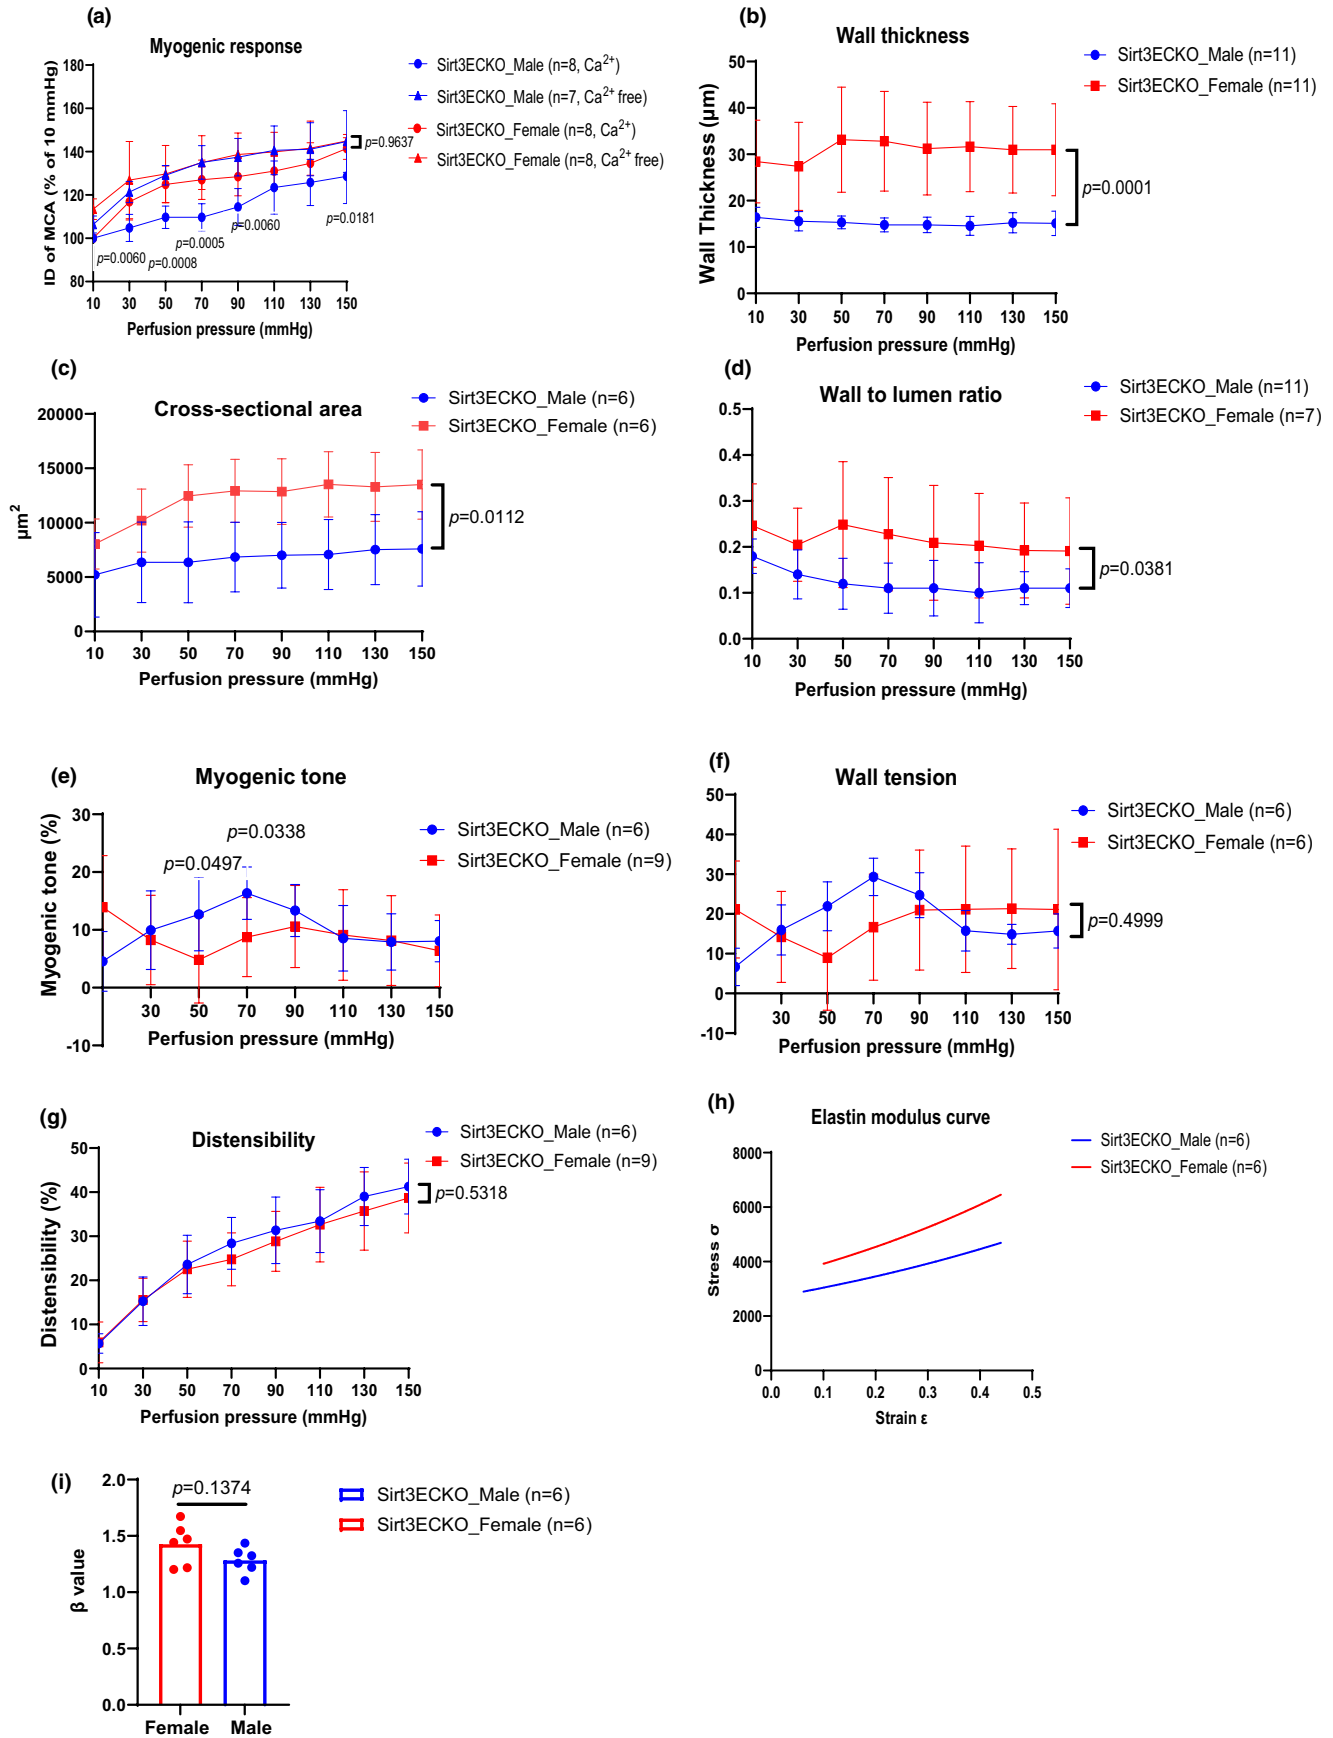 (a)
Myogenic response
ID of MCA (% of 10 mmHg)
180
160
140
120
100
80
p=0.9637
p=0.0181
p=0.0060
p=0.0005
p=0.0060
p=0.0008
10 30 50 70 90 110 130 150
Perfusion pressure (mmHg)
Sirt3ECKO_Male (n=8, Ca²⁺)
Sirt3ECKO_Male (n=7, Ca²⁺ free)
Sirt3ECKO_Female (n=8, Ca²⁺)
Sirt3ECKO_Female (n=8, Ca²⁺ free)
(b)
Wall thickness
Wall Thickness (µm)
50
40
30
20
10
0
p=0.0001
10 30 50 70 90 110 130 150
Perfusion pressure (mmHg)
Sirt3ECKO_Male (n=11)
Sirt3ECKO_Female (n=11)
(c)
Cross-sectional area
µm²
20000
15000
10000
5000
0
p=0.0112
10 30 50 70 90 110 130 150
Perfusion pressure (mmHg)
Sirt3ECKO_Male (n=6)
Sirt3ECKO_Female (n=6)
(d)
Wall to lumen ratio
0.5
0.4
0.3
0.2
0.1
0.0
p=0.0381
10 30 50 70 90 110 130 150
Perfusion pressure (mmHg)
Sirt3ECKO_Male (n=11)
Sirt3ECKO_Female (n=7)
(e)
Myogenic tone
Myogenic tone (%)
30
20
10
0
-10
p=0.0338
p=0.0497
30 50 70 90 110 130 150
Perfusion pressure (mmHg)
Sirt3ECKO_Male (n=6)
Sirt3ECKO_Female (n=9)
(f)
Wall tension
50
40
30
20
10
0
-10
p=0.4999
30 50 70 90 110 130 150
Perfusion pressure (mmHg)
Sirt3ECKO_Male (n=6)
Sirt3ECKO_Female (n=6)
(g)
Distensibility
Distensibility (%)
50
40
30
20
10
0
p=0.5318
10 30 50 70 90 110 130 150
Perfusion pressure (mmHg)
Sirt3ECKO_Male (n=6)
Sirt3ECKO_Female (n=9)
(h)
Elastin modulus curve
Stress σ
8000
6000
4000
2000
0
0.0 0.1 0.2 0.3 0.4 0.5
Strain ε
Sirt3ECKO_Male (n=6)
Sirt3ECKO_Female (n=6)
(i)
β value
2.0
1.5
1.0
0.5
0.0
p=0.1374
Female Male
Sirt3ECKO_Male (n=6)
Sirt3ECKO_Female (n=6)